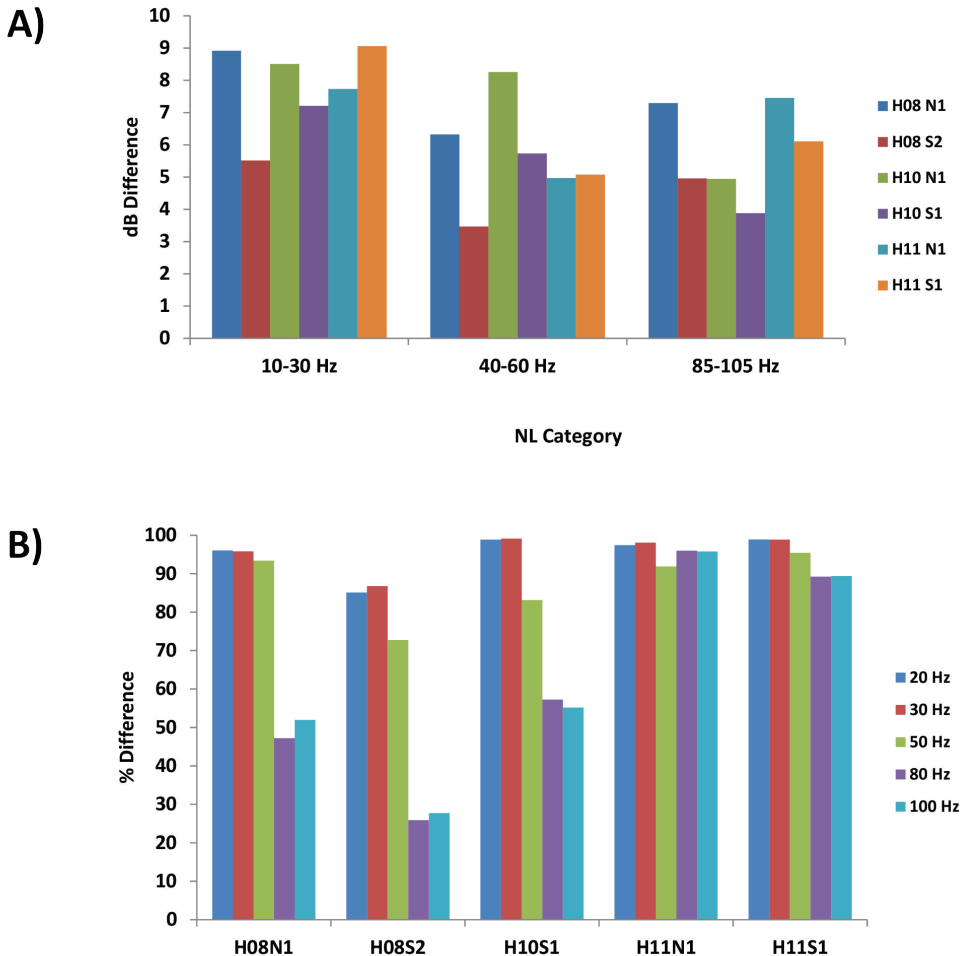 A)
10
9
8
7
6
5
4
3
2
1
0
dB Difference
10-30 Hz 40-60 Hz 85-105 Hz
NL Category
H08 N1
H08 S2
H10 N1
H10 S1
H11 N1
H11 S1
B)
100
90
80
70
60
50
40
30
20
10
0
% Difference
H08N1 H08S2 H10S1 H11N1 H11S1
20 Hz
30 Hz
50 Hz
80 Hz
100 Hz